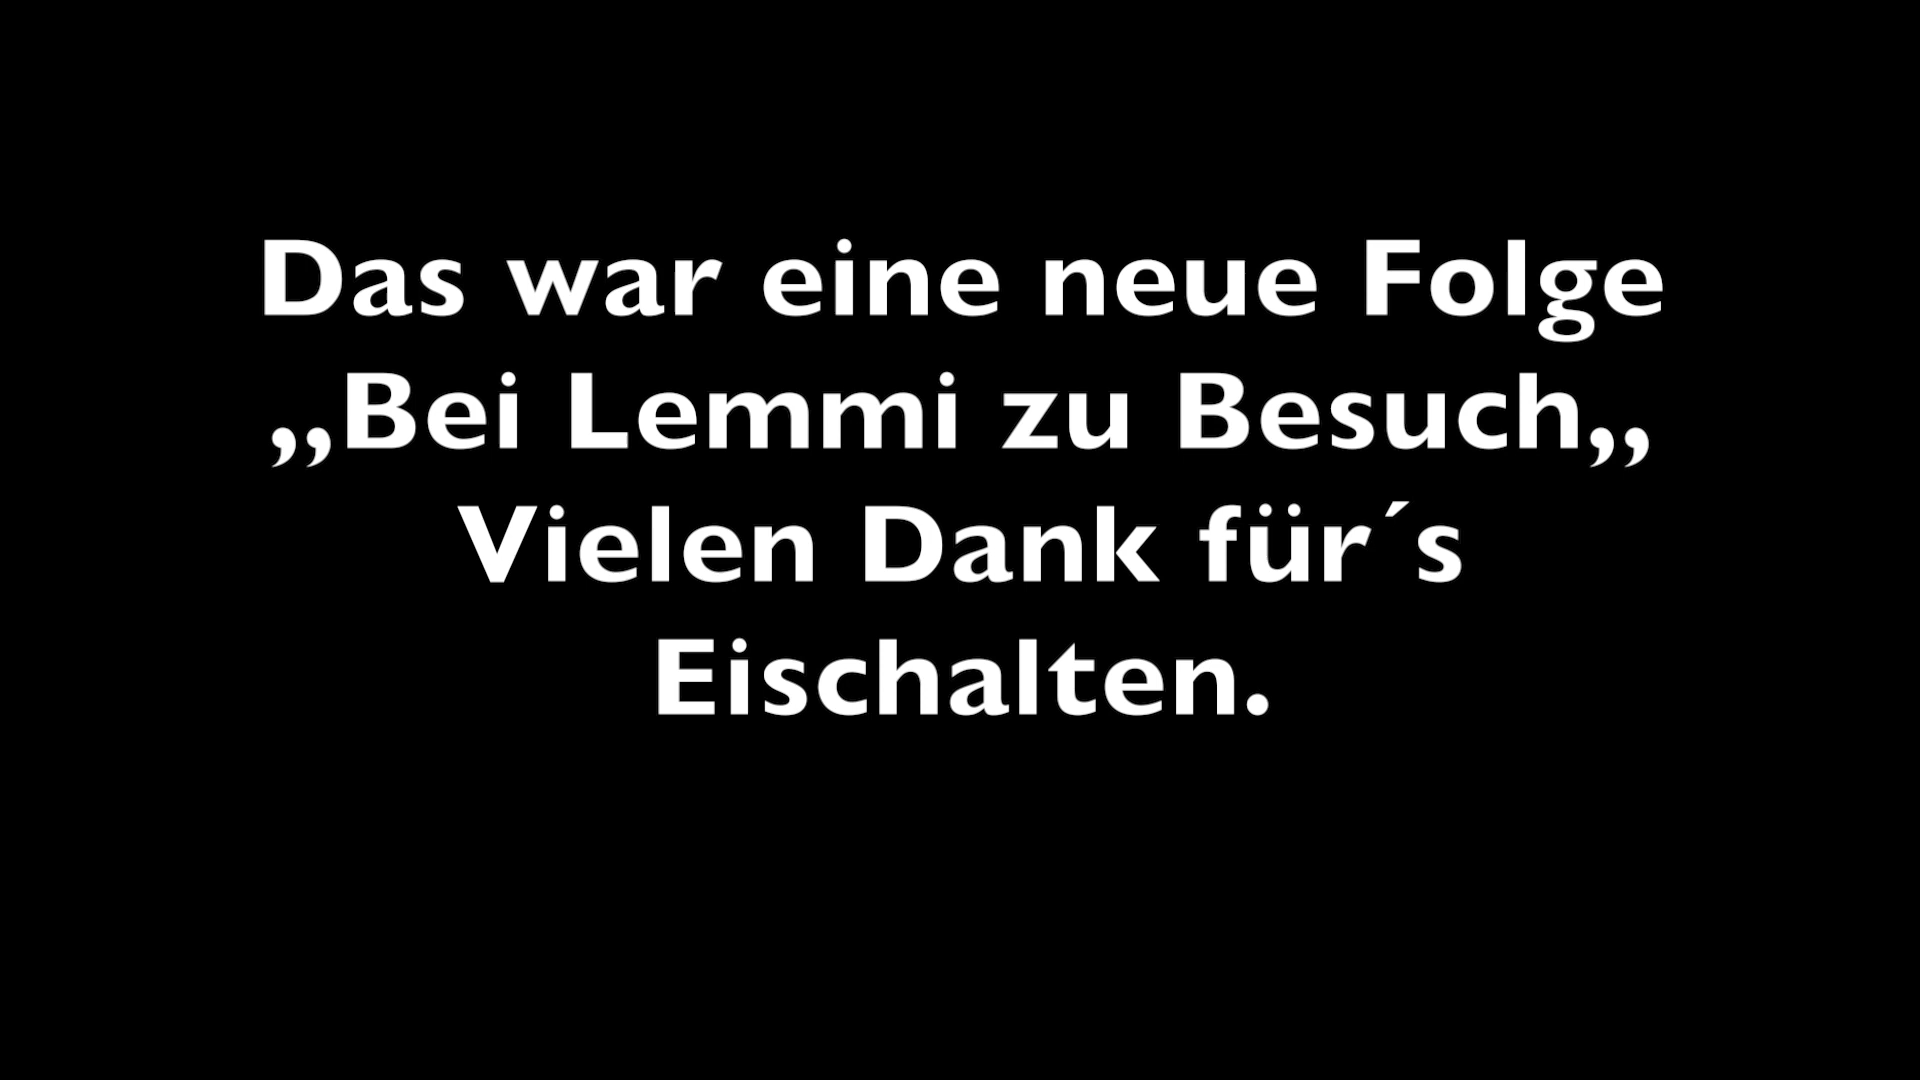 Das war eine neue Folge
„Bei Lemmi zu Besuch„
Vielen Dank für´s
Eischalten.